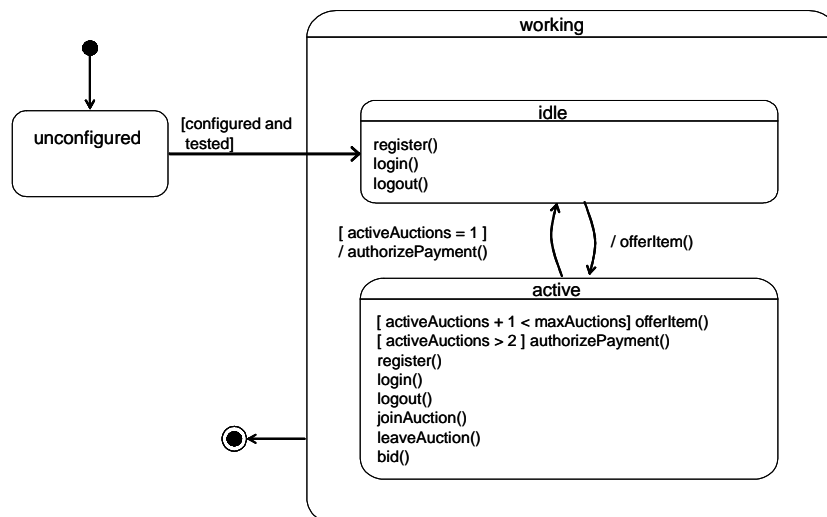 working
unconfigured
[configured and
tested]
idle
register()
login()
logout()
[ activeAuctions = 1 ]
/ authorizePayment()
/ offerItem()
active
[ activeAuctions + 1 < maxAuctions] offerItem()
[ activeAuctions > 2 ] authorizePayment()
register()
login()
logout()
joinAuction()
leaveAuction()
bid()